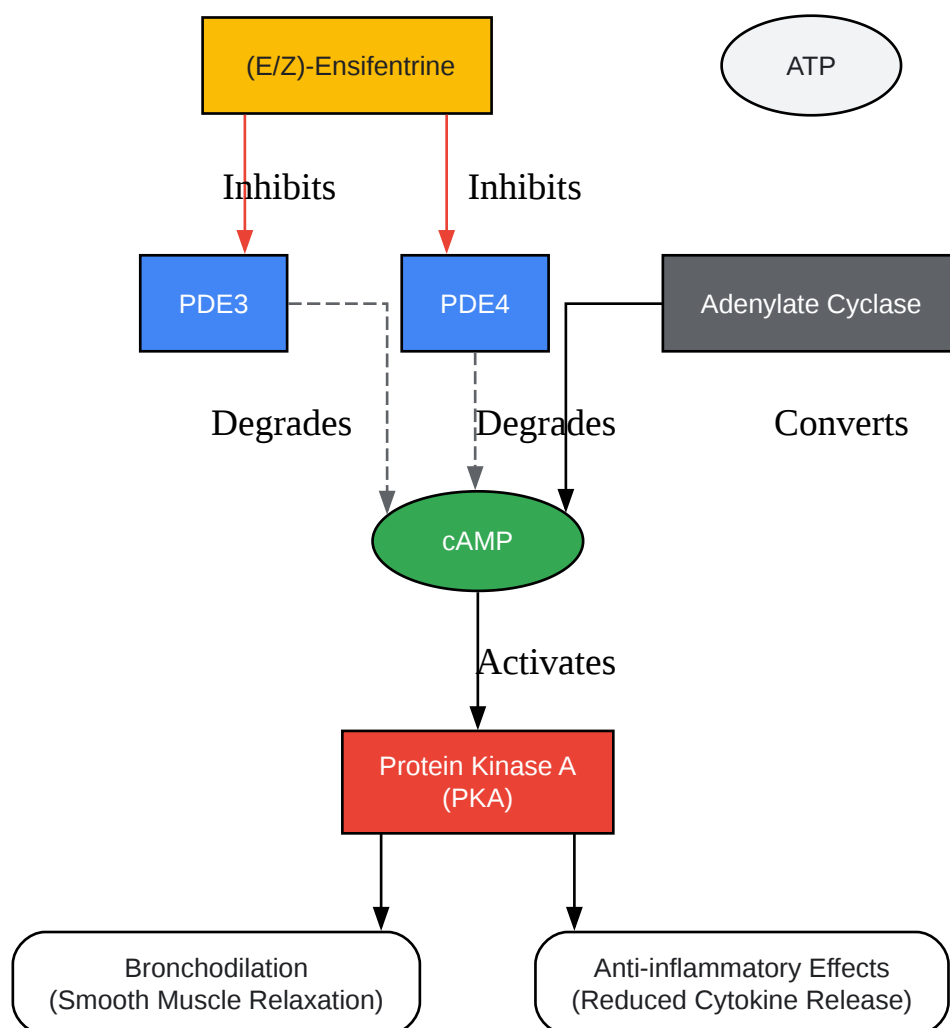 (E/Z)-Ensifentrine
ATP
Inhibits
Inhibits
PDE3
PDE4
Adenylate Cyclase
Degrades
Degrades
Converts
cAMP
Activates
Protein Kinase A
(PKA)
Bronchodilation
(Smooth Muscle Relaxation)
Anti-inflammatory Effects
(Reduced Cytokine Release)